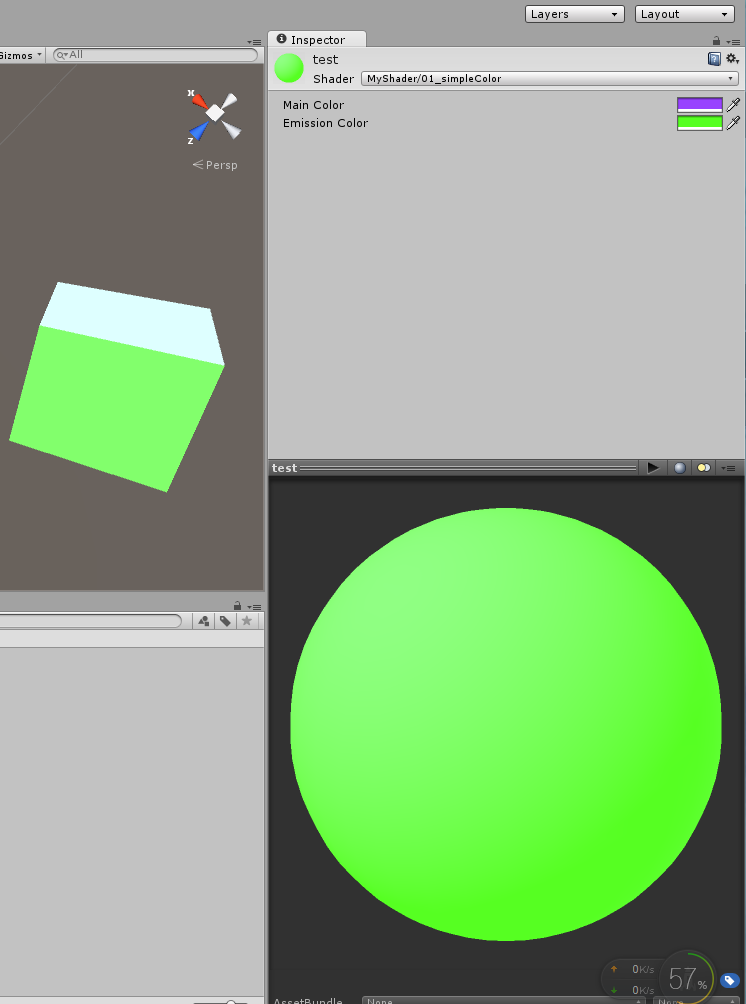 Layers
Layout
Inspector
Gizmos
All
test
Shader
MyShader/01_simpleColor
x
z
Persp
Main Color
Emission Color
test
0K/s
0K/s
57%
AssetBundle
None
None